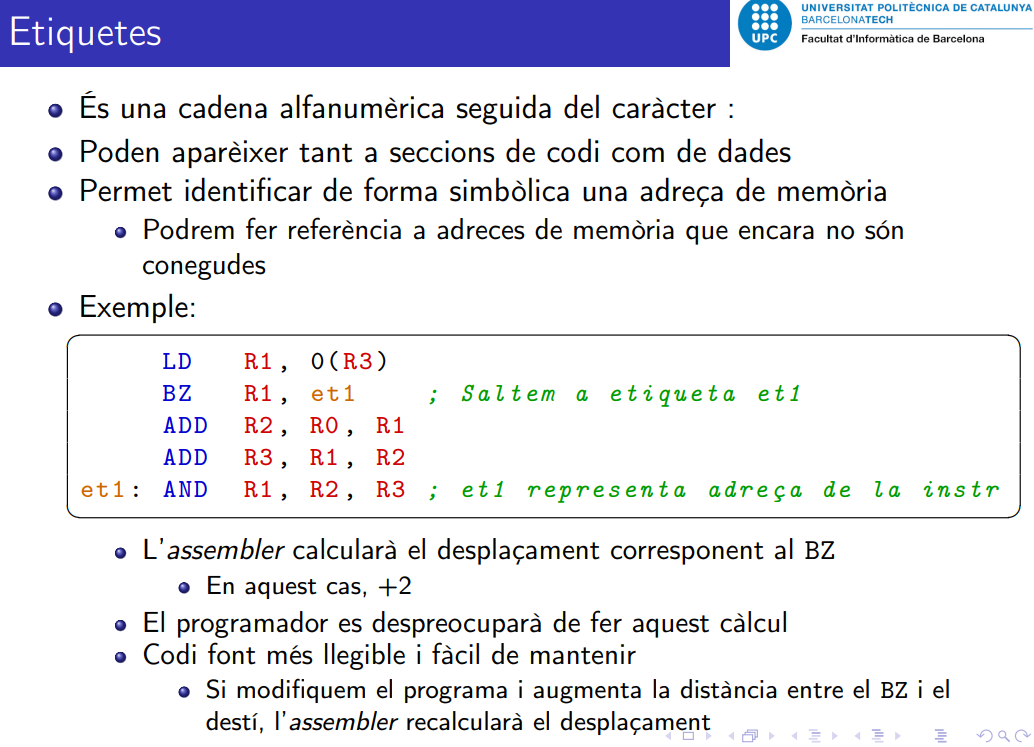 Etiquetes
UNIVERSITAT POLITÈCNICA DE CATALUNYA
BARCELONATECH
Facultat d'Informàtica de Barcelona
UPC
És una cadena alfanumèrica seguida del caràcter :
Poden aparèixer tant a seccions de codi com de dades
Permet identificar de forma simbòlica una adreça de memòria
Podrem fer referència a adreces de memòria que encara no són
conegudes
Exemple:
LD R1, 0(R3)
BZ R1, et1 ; Saltem a etiqueta et1
ADD R2, R0, R1
ADD R3, R1, R2
et1: AND R1, R2, R3 ; et1 representa adreça de la instr
L'assembler calcularà el desplaçament corresponent al BZ
En aquest cas, +2
El programador es despreocuparà de fer aquest càlcul
Codi font més llegible i fàcil de mantenir
Si modifiquem el programa i augmenta la distància entre el BZ i el
destí, l'assembler recalcularà el desplaçament